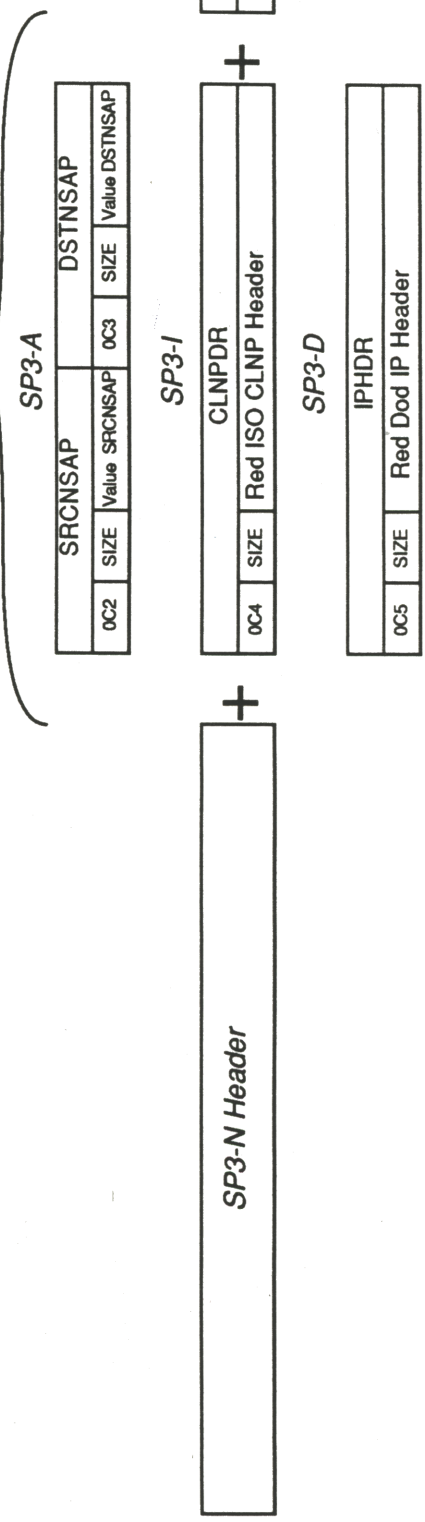 SP3-A
SRCNSAP DSTNSAP
0C2 SIZE Value SRCNSAP 0C3 SIZE Value DSTNSAP
SP3-I
SP3-N Header + CLNPDR +
0C4 SIZE Red ISO CLNP Header
SP3-D
IPHDR
0C5 SIZE Red Dod IP Header